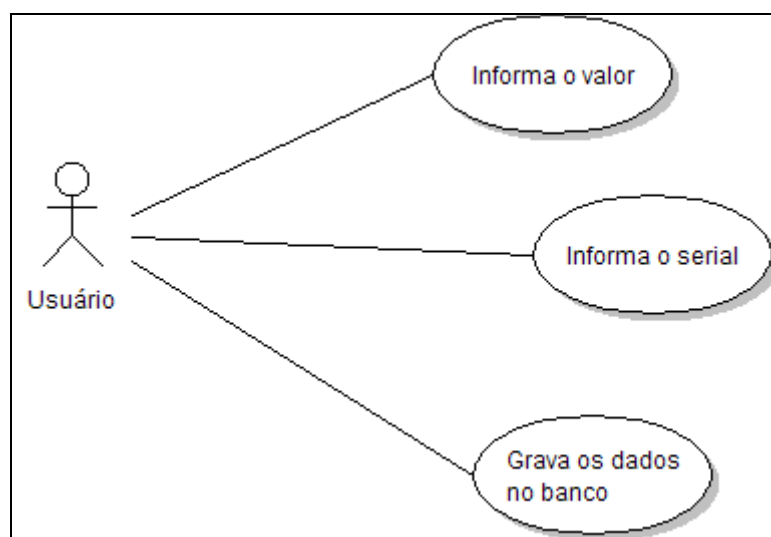 Informa o valor
Informa o serial
Usuário
Grava os dados
no banco